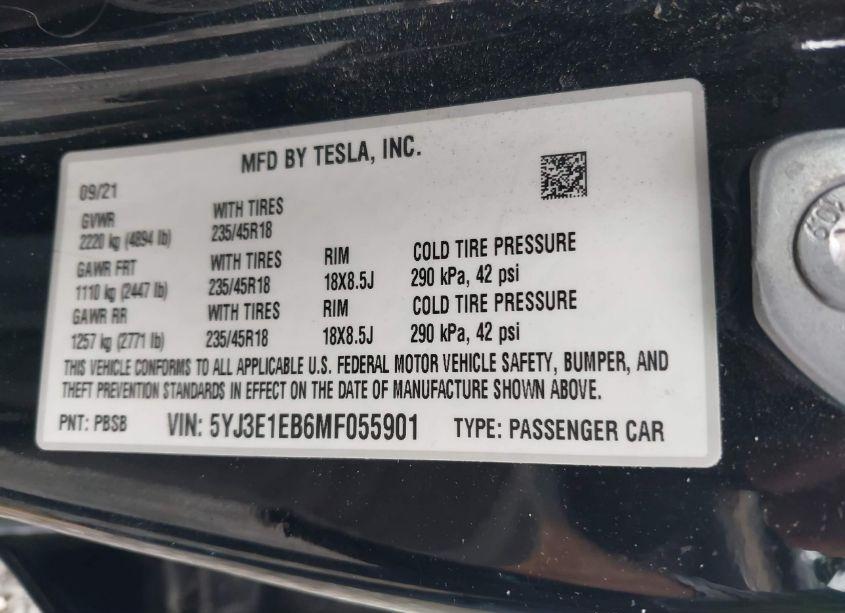 MFD BY TESLA, INC.
09/21
GVWR WITH TIRES
2220 kg (4894 lb) 235/45R18
GAWR FRT WITH TIRES RIM COLD TIRE PRESSURE
1110 kg (2447 lb) 235/45R18 18X8.5J 290 kPa, 42 psi
GAWR RR WITH TIRES RIM COLD TIRE PRESSURE
1257 kg (2771 lb) 235/45R18 18X8.5J 290 kPa, 42 psi
THIS VEHICLE CONFORMS TO ALL APPLICABLE U.S. FEDERAL MOTOR VEHICLE SAFETY, BUMPER, AND
THEFT PREVENTION STANDARDS IN EFFECT ON THE DATE OF MANUFACTURE SHOWN ABOVE.
PNT: PBSB VIN: 5YJ3E1EB6MF055901 TYPE: PASSENGER CAR